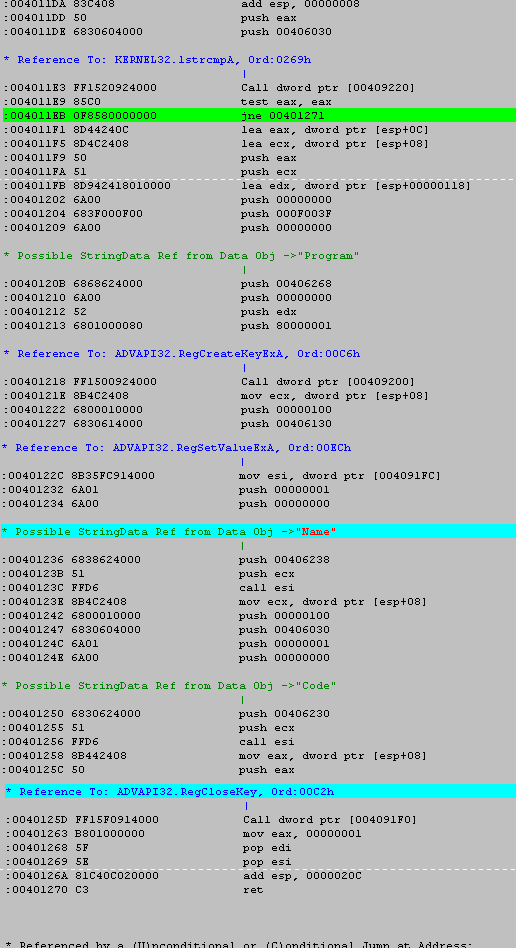 :004011DA 83C408 add esp, 00000008
:004011DD 50 push eax
:004011DE 6830604000 push 00406030
* Reference To: KERNEL32.lstrcmpA, Ord:0269h
|
:004011E3 FF1520924000 Call dword ptr [00409220]
:004011E9 85C0 test eax, eax
:004011EB 0F8580000000 jne 00401271
:004011F1 8D44240C lea eax, dword ptr [esp+0C]
:004011F5 8D4C2408 lea ecx, dword ptr [esp+08]
:004011F9 50 push eax
:004011FA 51 push ecx
:004011FB 8D942418010000 lea edx, dword ptr [esp+00000118]
:00401202 6A00 push 00000000
:00401204 683F000F00 push 000F003F
:00401209 6A00 push 00000000
* Possible StringData Ref from Data Obj ->"Program"
|
:0040120B 6868624000 push 00406268
:00401210 6A00 push 00000000
:00401212 52 push edx
:00401213 6801000080 push 80000001
* Reference To: ADVAPI32.RegCreateKeyExA, Ord:00C6h
|
:00401218 FF1500924000 Call dword ptr [00409200]
:0040121E 8B4C2408 mov ecx, dword ptr [esp+08]
:00401222 6800010000 push 00000100
:00401227 6830614000 push 00406130
* Reference To: ADVAPI32.RegSetValueExA, Ord:00ECh
|
:0040122C 8B35FC914000 mov esi, dword ptr [004091FC]
:00401232 6A01 push 00000001
:00401234 6A00 push 00000000
* Possible StringData Ref from Data Obj ->"Name"
|
:00401236 6838624000 push 00406238
:0040123B 51 push ecx
:0040123C FFD6 call esi
:0040123E 8B4C2408 mov ecx, dword ptr [esp+08]
:00401242 6800010000 push 00000100
:00401247 6830604000 push 00406030
:0040124C 6A01 push 00000001
:0040124E 6A00 push 00000000
* Possible StringData Ref from Data Obj ->"Code"
|
:00401250 6830624000 push 00406230
:00401255 51 push ecx
:00401256 FFD6 call esi
:00401258 8B442408 mov eax, dword ptr [esp+08]
:0040125C 50 push eax
* Reference To: ADVAPI32.RegCloseKey, Ord:00C2h
|
:0040125D FF15F0914000 Call dword ptr [004091F0]
:00401263 B801000000 mov eax, 00000001
:00401268 5F pop edi
:00401269 5E pop esi
:0040126A 81C40C020000 add esp, 0000020C
:00401270 C3 ret
* Referenced by a (U)nconditional or (C)onditional Jump at Address: